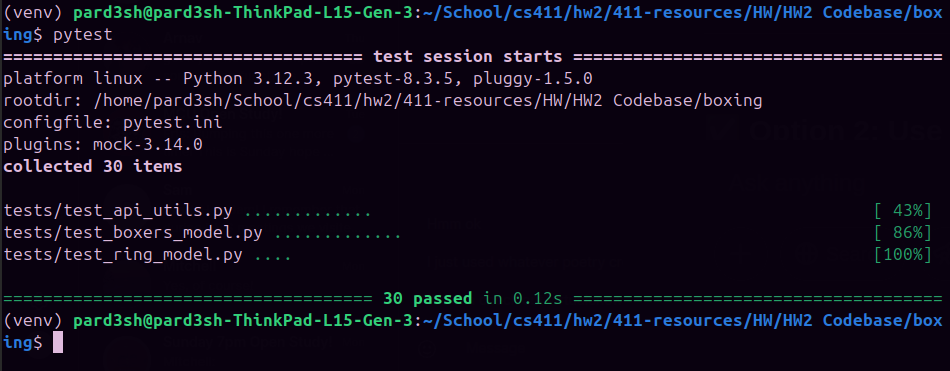 (venv) pard3sh@pard3sh-ThinkPad-L15-Gen-3:~/School/cs411/hw2/411-resources/HW/HW2 Codebase/box
ing$ pytest
==================================== test session starts =====================================
platform linux -- Python 3.12.3, pytest-8.3.5, pluggy-1.5.0
rootdir: /home/pard3sh/School/cs411/hw2/411-resources/HW/HW2 Codebase/boxing
configfile: pytest.ini
plugins: mock-3.14.0
collected 30 items
tests/test_api_utils.py ............. [ 43%]
tests/test_boxers_model.py ............. [ 86%]
tests/test_ring_model.py .... [100%]
===================================== 30 passed in 0.12s =====================================
(venv) pard3sh@pard3sh-ThinkPad-L15-Gen-3:~/School/cs411/hw2/411-resources/HW/HW2 Codebase/box
ing$